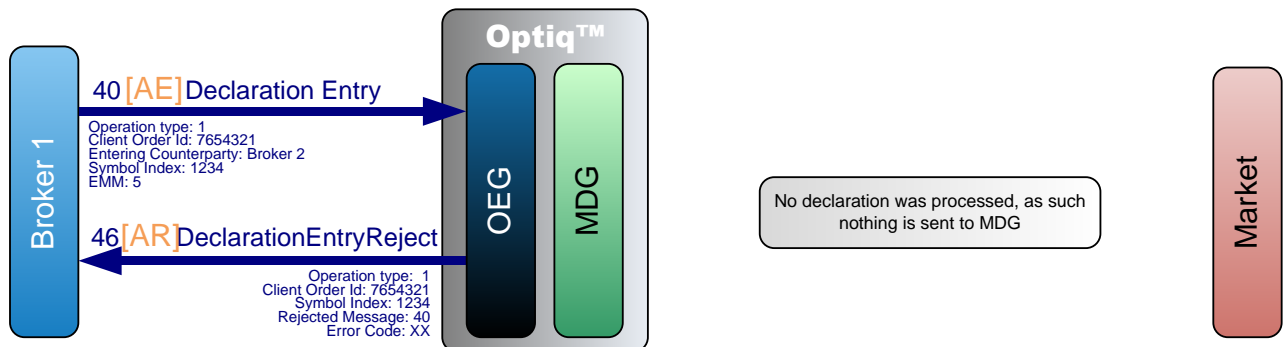 Optiq™
Broker 1
40 [AE] Declaration Entry
Operation type: 1
Client Order Id: 7654321
Entering Counterparty: Broker 2
Symbol Index: 1234
EMM: 5
46[AR]DeclarationEntryReject
Operation type:  1
Client Order Id: 7654321
Symbol Index: 1234
Rejected Message: 40
Error Code: XX
OEG
MDG
No declaration was processed, as such
nothing is sent to MDG
Market